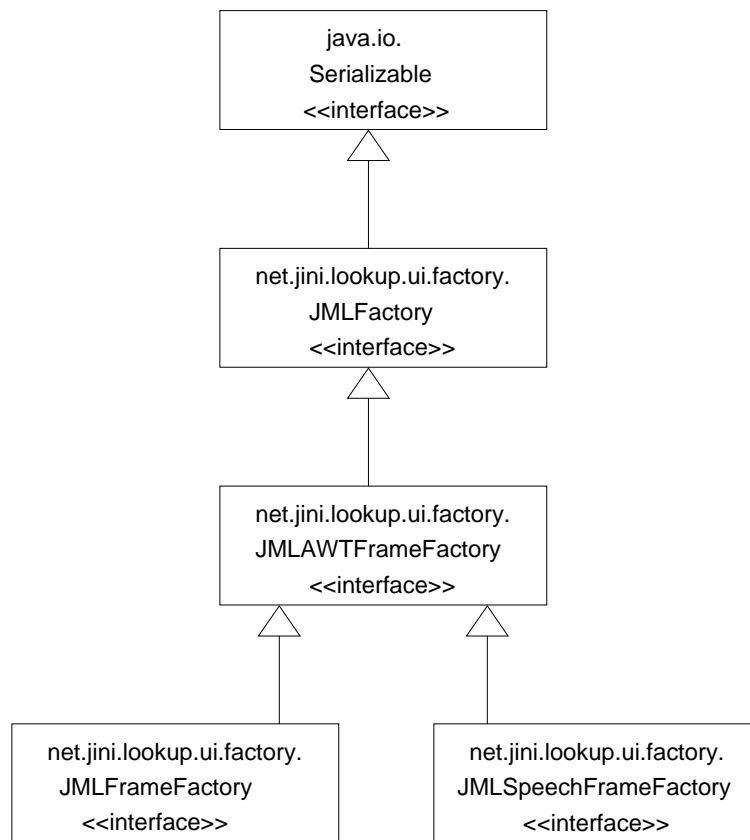 java.io.
Serializable
<<interface>>
net.jini.lookup.ui.factory.
JMLFactory
<<interface>>
net.jini.lookup.ui.factory.
JMLAWTFrameFactory
<<interface>>
net.jini.lookup.ui.factory.
JMLFrameFactory
<<interface>>
net.jini.lookup.ui.factory.
JMLSpeechFrameFactory
<<interface>>